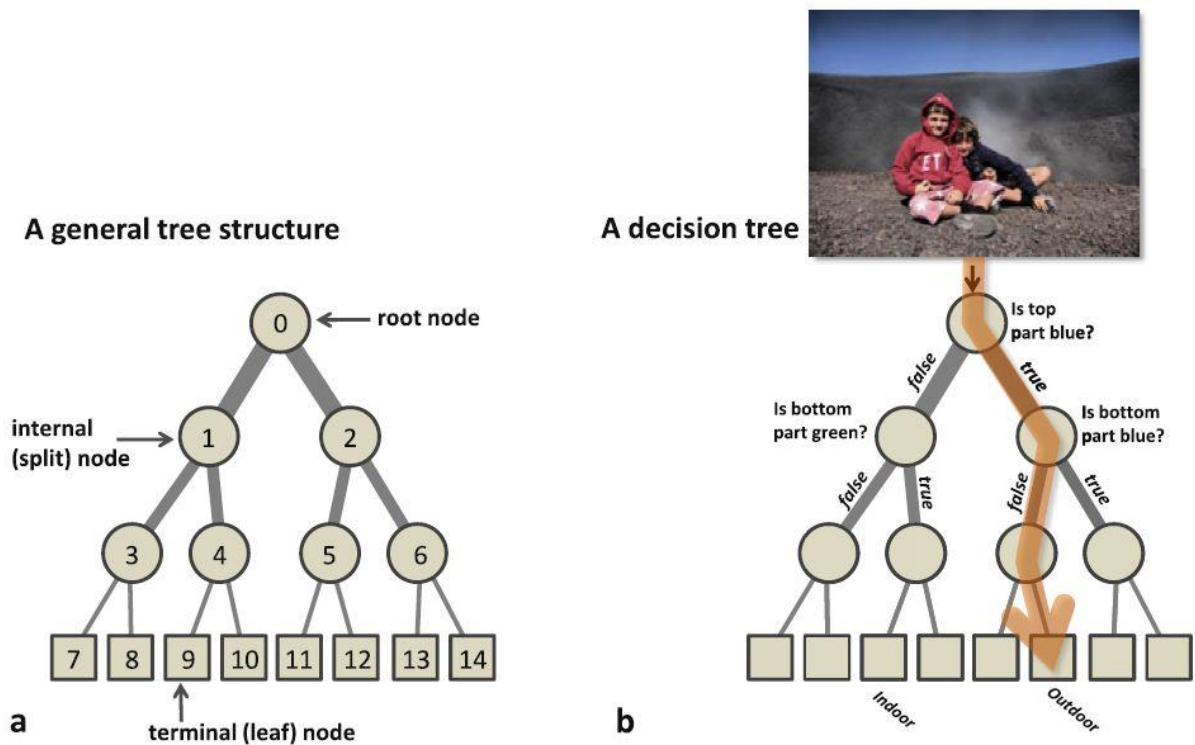 A general tree structure
0
root node
internal
(split) node
1
2
3
4
5
6
7
8
9
10
11
12
13
14
a
terminal (leaf) node
A decision tree
ET
Is top
part blue?
false
true
Is bottom
part green?
Is bottom
part blue?
false
true
false
true
Indoor
Outdoor
b